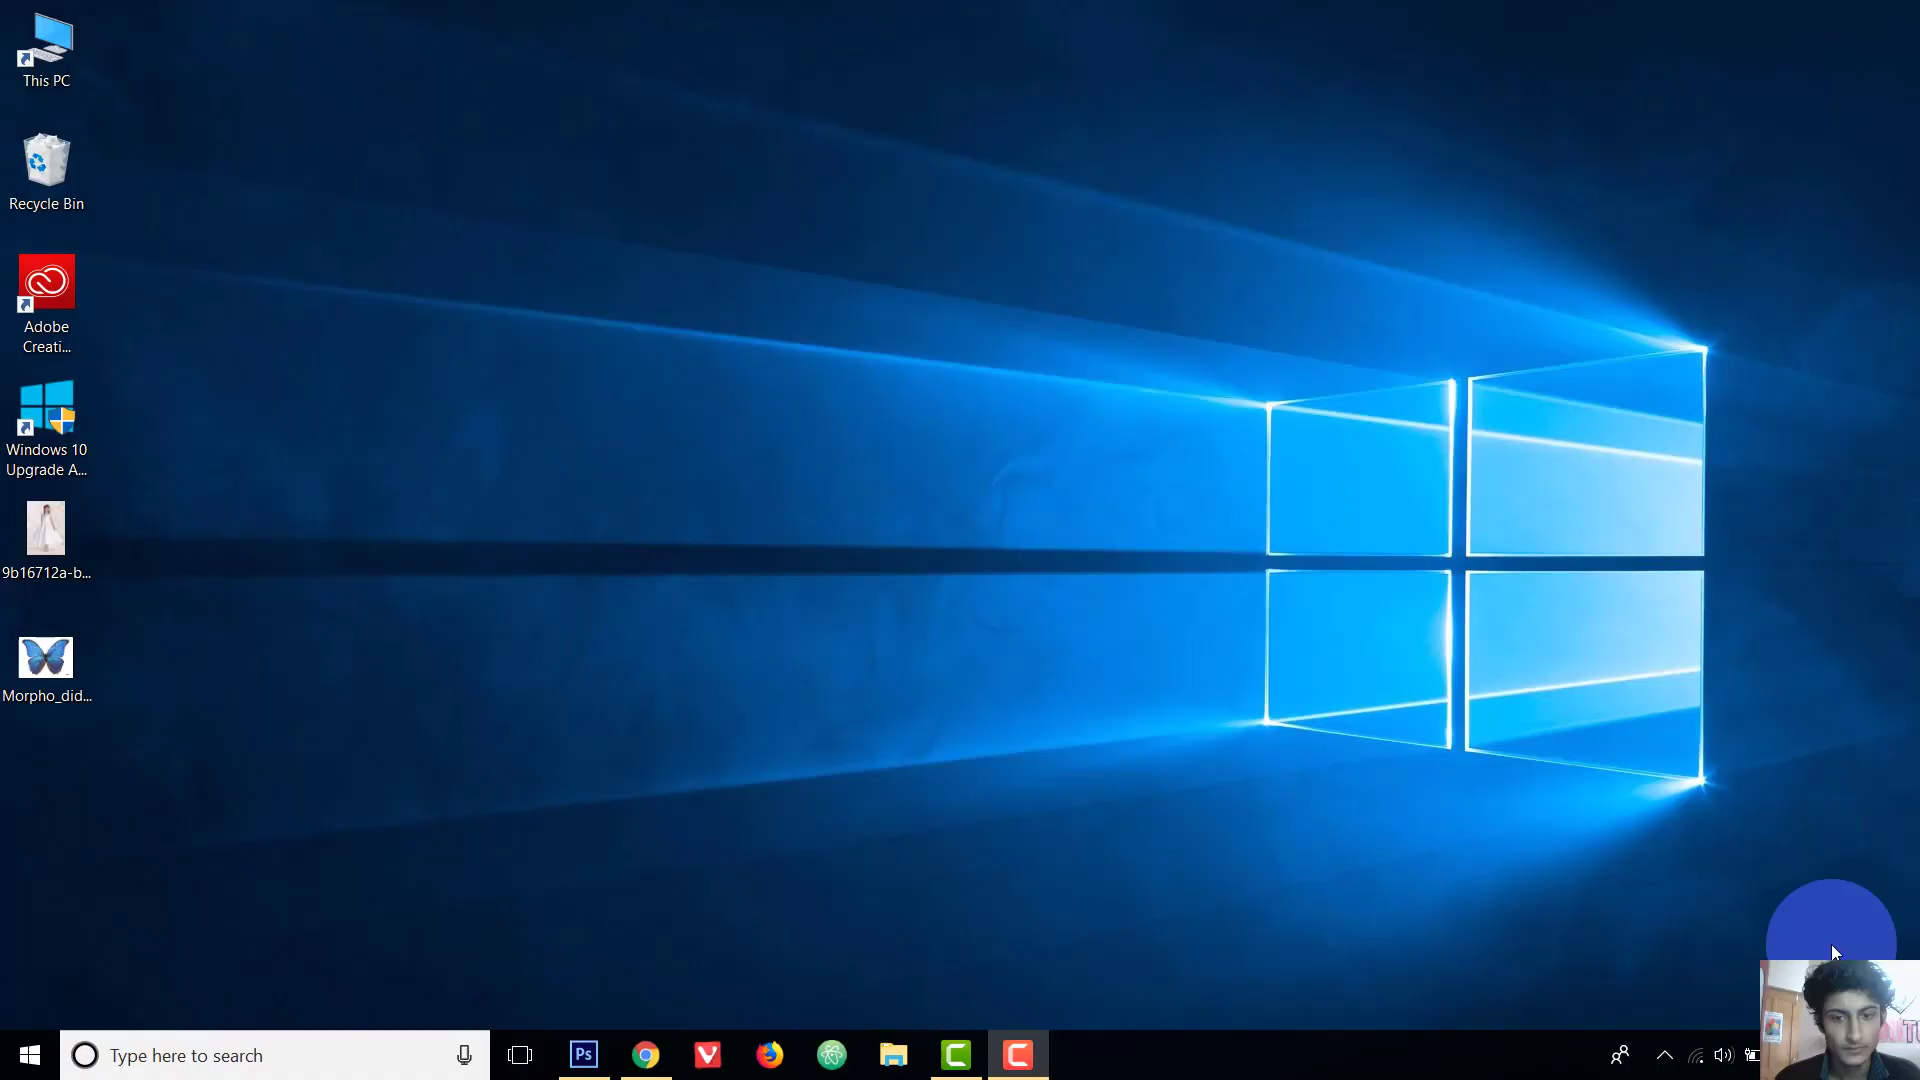 This PC
Recycle Bin
Adobe
Creati...
Windows 10
Upgrade A...
9b16712a-b...
Morpho_did...
Type here to search
Ps